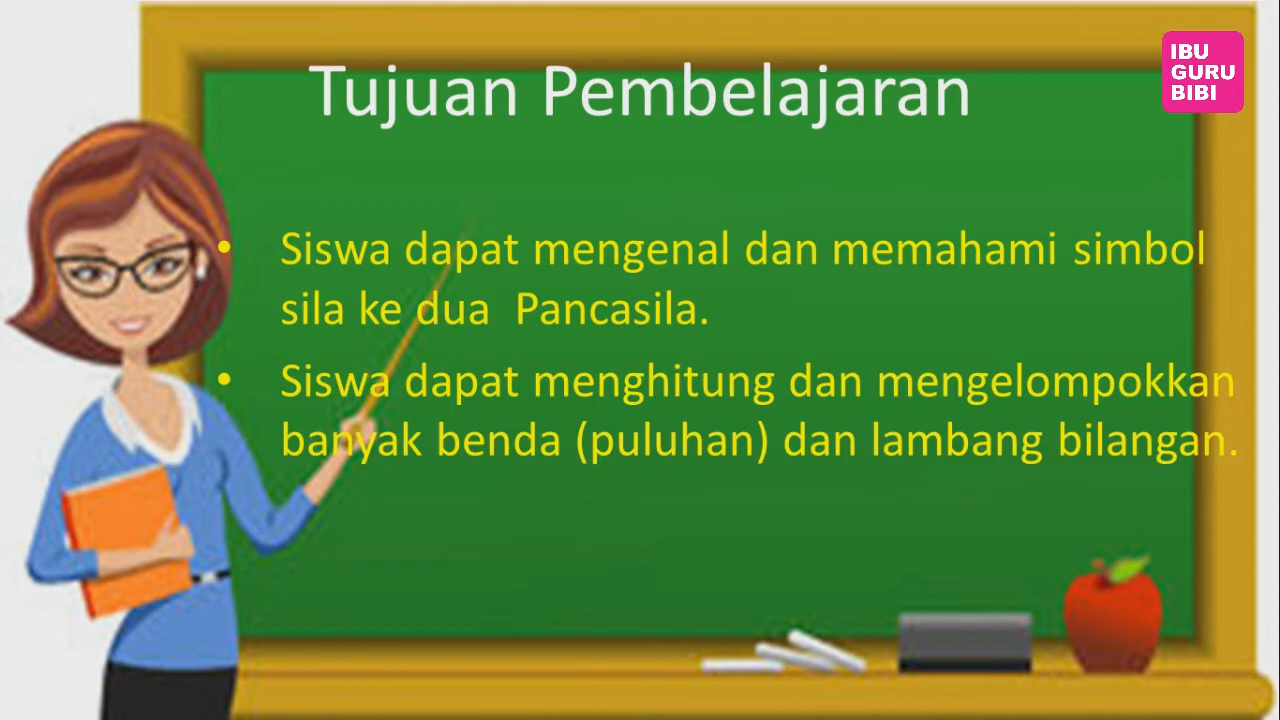 IBU
GURU
BIBI
Tujuan Pembelajaran
• Siswa dapat mengenal dan memahami simbol
sila ke dua  Pancasila.
• Siswa dapat menghitung dan mengelompokkan
banyak benda (puluhan) dan lambang bilangan.